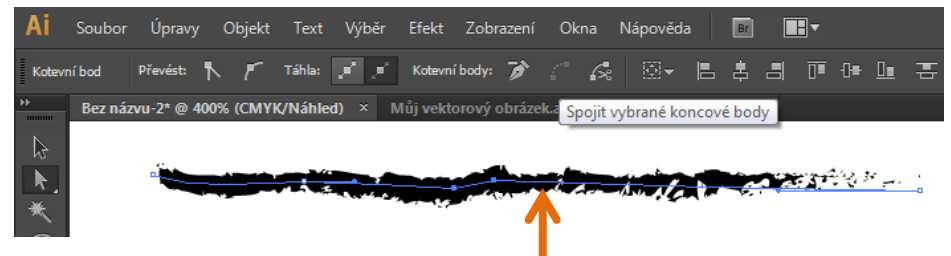 Ai Soubor Úpravy Objekt Text Výběr Efekt Zobrazení Okna Nápověda Br
Kotevní bod Převést: Táhla: Kotevní body:
Bez názvu-2* @ 400% (CMYK/Náhled) × Můj vektorový obrázek.a
Spojit vybrané koncové body